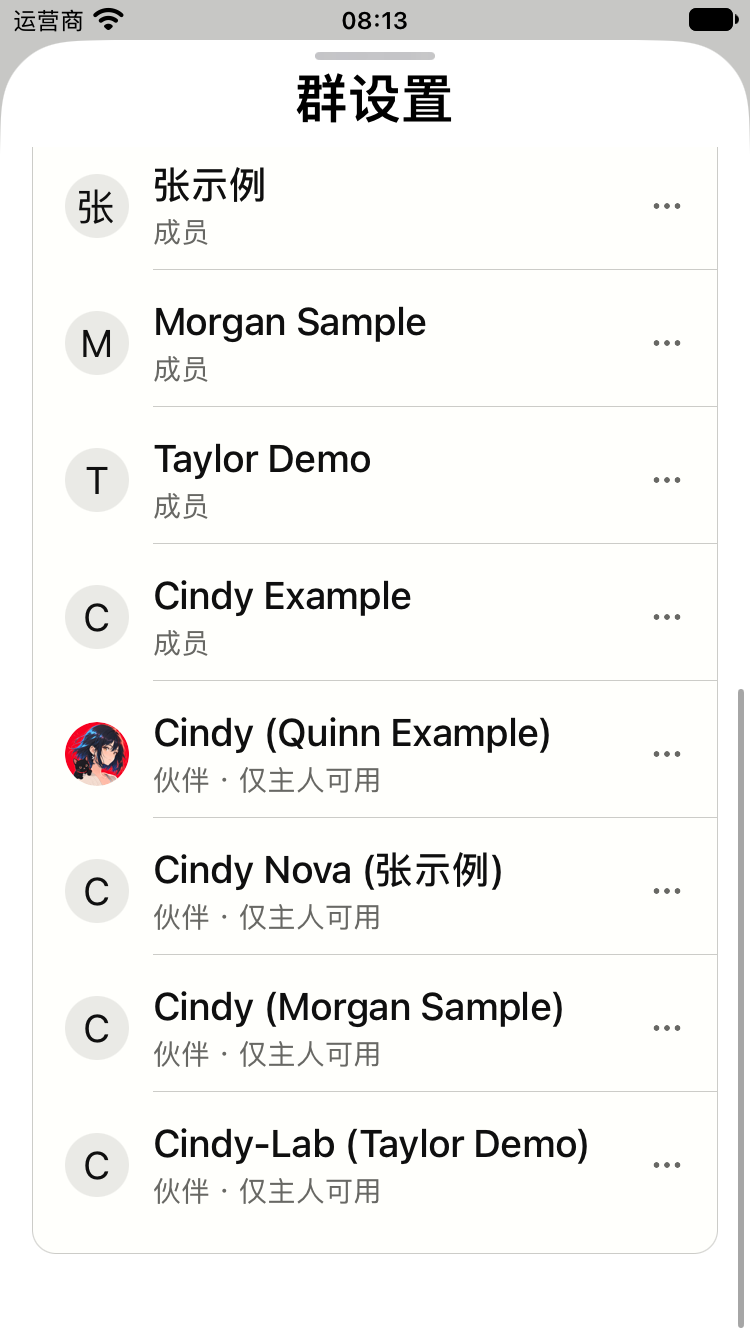 运营商
08:13
群设置
张
张示例
成员
M
Morgan Sample
成员
T
Taylor Demo
成员
C
Cindy Example
成员
Cindy (Quinn Example)
伙伴 · 仅主人可用
C
Cindy Nova (张示例)
伙伴 · 仅主人可用
C
Cindy (Morgan Sample)
伙伴 · 仅主人可用
C
Cindy-Lab (Taylor Demo)
伙伴 · 仅主人可用